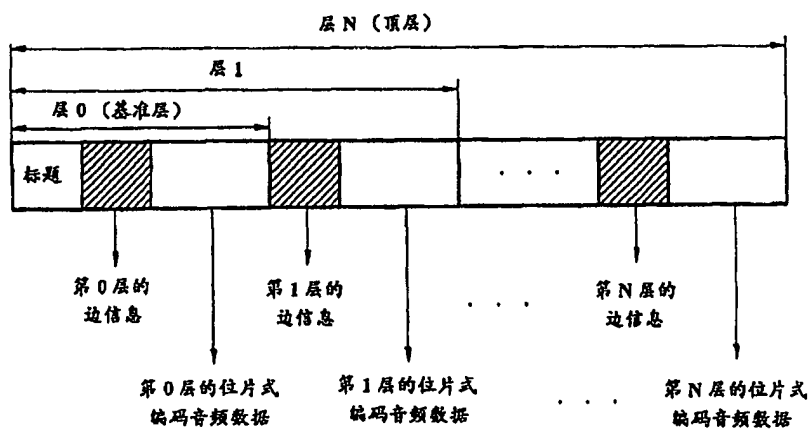 层 N (顶层)
层 1
层 0 (基准层)
标题
· · ·
第 0 层的
边信息
第 1 层的
边信息
· · ·
第 N 层的
边信息
第 0 层的位片式
编码音频数据
第 1 层的位片式
编码音频数据
· · ·
第 N 层的位片式
编码音频数据